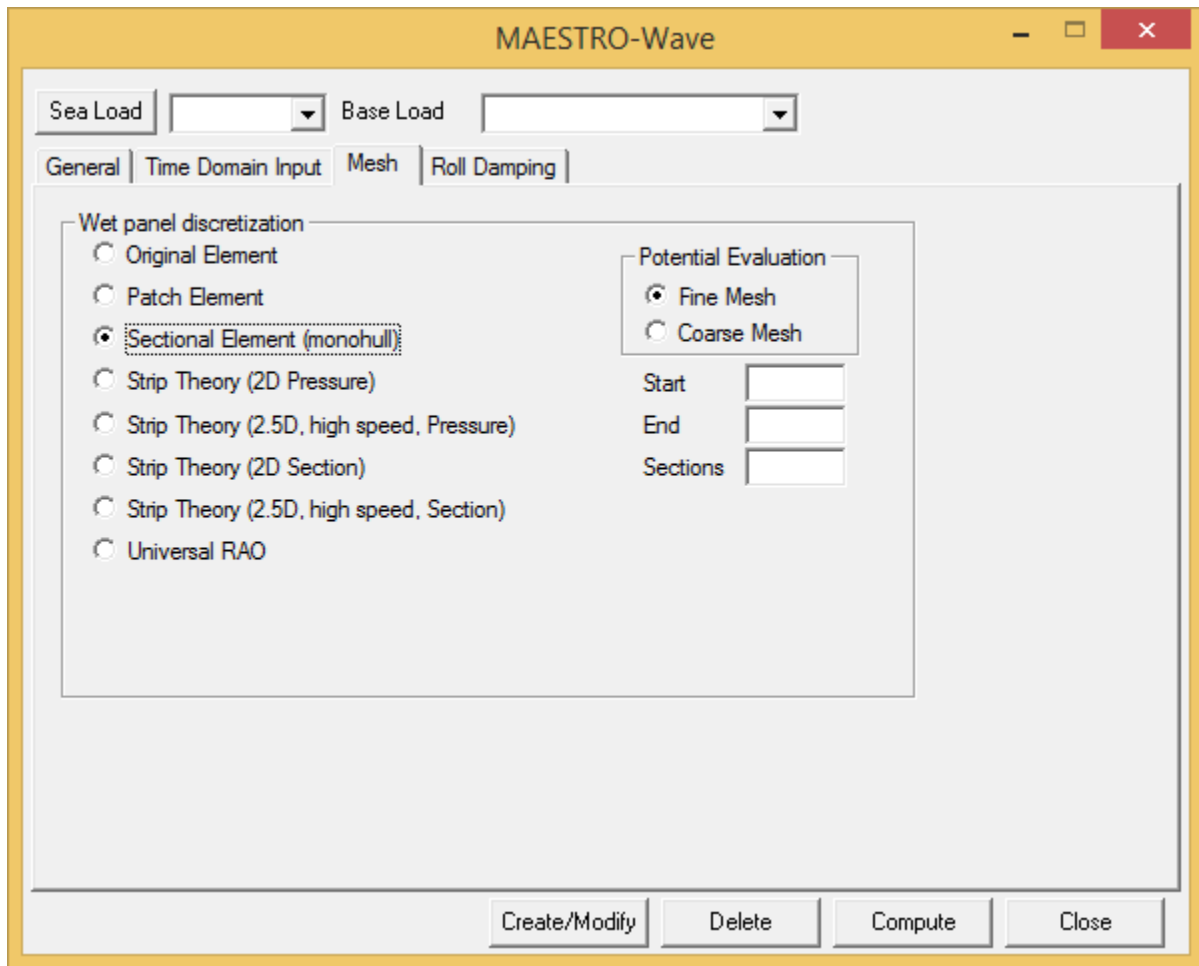 MAESTRO-Wave
Sea Load Base Load
General Time Domain Input Mesh Roll Damping
Wet panel discretization
Original Element
Patch Element
Sectional Element (monohull)
Strip Theory (2D Pressure)
Strip Theory (2.5D, high speed, Pressure)
Strip Theory (2D Section)
Strip Theory (2.5D, high speed, Section)
Universal RAO
Potential Evaluation
Fine Mesh
Coarse Mesh
Start
End
Sections
Create/Modify Delete Compute Close